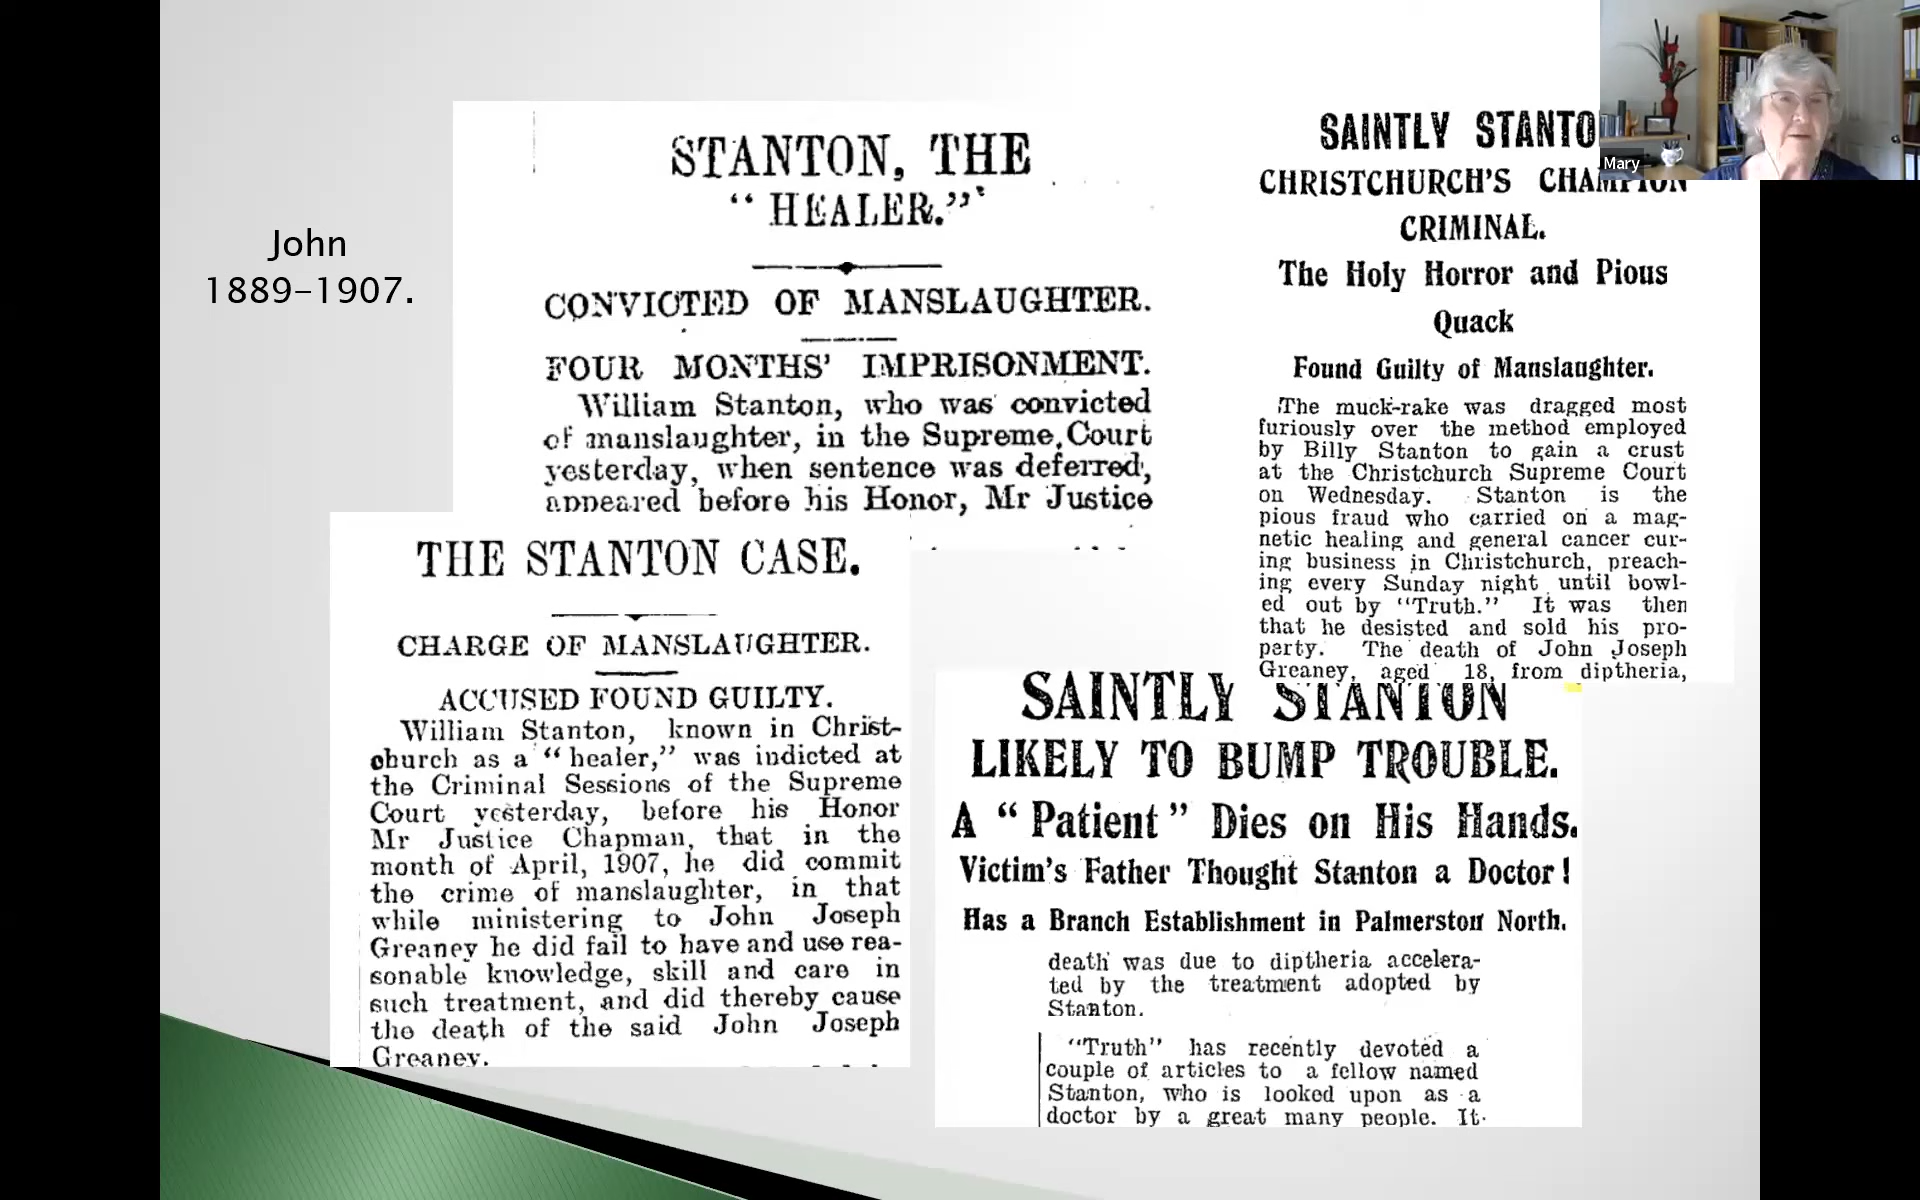 John
1889–1907.
STANTON, THE
“ HEALER.”
CONVICTED OF MANSLAUGHTER.
FOUR MONTHS’ IMPRISONMENT.
William Stanton, who was convicted
of manslaughter, in the Supreme Court
yesterday, when sentence was deferred,
appeared before his Honor, Mr Justice
THE STANTON CASE.
CHARGE OF MANSLAUGHTER.
ACCUSED FOUND GUILTY.
William Stanton, known in Christ-
church as a “ healer,” was indicted at
the Criminal Sessions of the Supreme
Court yesterday, before his Honor
Mr Justice Chapman, that in the
month of April, 1907, he did commit
the crime of manslaughter, in that
while ministering to John Joseph
Greaney he did fail to have and use rea-
sonable knowledge, skill and care in
such treatment, and did thereby cause
the death of the said John Joseph
Greaney.
SAINTLY STANTO
CHRISTCHURCH’S CHAMPION
CRIMINAL.
The Holy Horror and Pious
Quack
Found Guilty of Manslaughter.
The muck-rake was dragged most
furiously over the method employed
by Billy Stanton to gain a crust
at the Christchurch Supreme Court
on Wednesday. Stanton is the
pious fraud who carried on a mag-
netic healing and general cancer cur-
ing business in Christchurch, preach-
ing every Sunday night until bowl-
ed out by “Truth.” It was then
that he desisted and sold his pro-
perty. The death of John Joseph
Greaney, aged 18, from diptheria,
SAINTLY STANTON
LIKELY TO BUMP TROUBLE.
A “ Patient ” Dies on His Hands.
Victim’s Father Thought Stanton a Doctor !
Has a Branch Establishment in Palmerston North.
death was due to diptheria accelera-
ted by the treatment adopted by
Stanton.
“Truth” has recently devoted a
couple of articles to a fellow named
Stanton, who is looked upon as a
doctor by a great many people. It
Mary